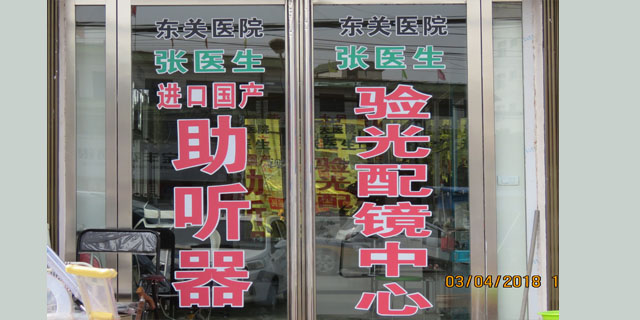 东关医院
张医生
进口国产
助听器
东关医院
张医生
验光配镜中心
03/04/2018 1